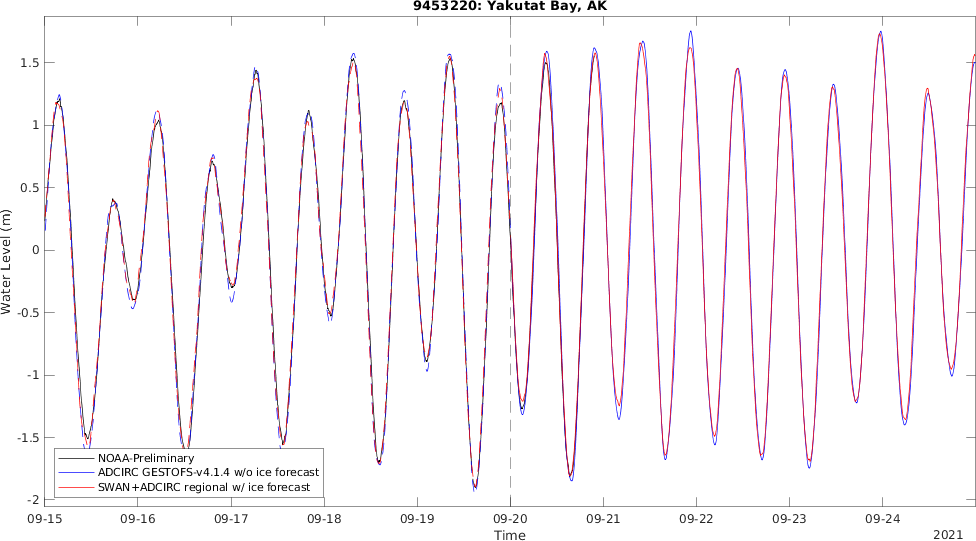 9453220: Yakutat Bay, AK
Water Level (m)
1.5
1
0.5
0
-0.5
-1
-1.5
-2
NOAA-Preliminary
ADCIRC GESTOFS-v4.1.4 w/o ice forecast
SWAN+ADCIRC regional w/ ice forecast
09-15 09-16 09-17 09-18 09-19 09-20 09-21 09-22 09-23 09-24
Time
2021